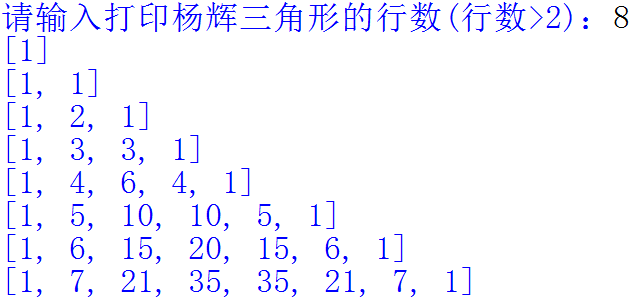 请输入打印杨辉三角形的行数(行数>2): 8
[1]
[1, 1]
[1, 2, 1]
[1, 3, 3, 1]
[1, 4, 6, 4, 1]
[1, 5, 10, 10, 5, 1]
[1, 6, 15, 20, 15, 6, 1]
[1, 7, 21, 35, 35, 21, 7, 1]